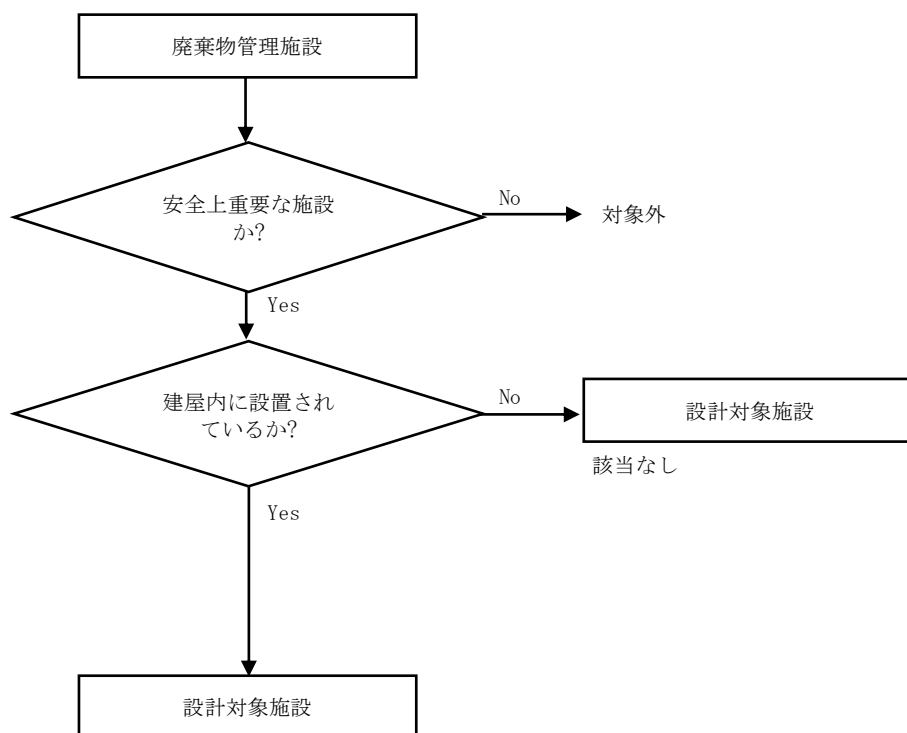 廃棄物管理施設
安全上重要な施設
か?
No
対象外
Yes
建屋内に設置され
ているか?
No
設計対象施設
該当なし
Yes
設計対象施設